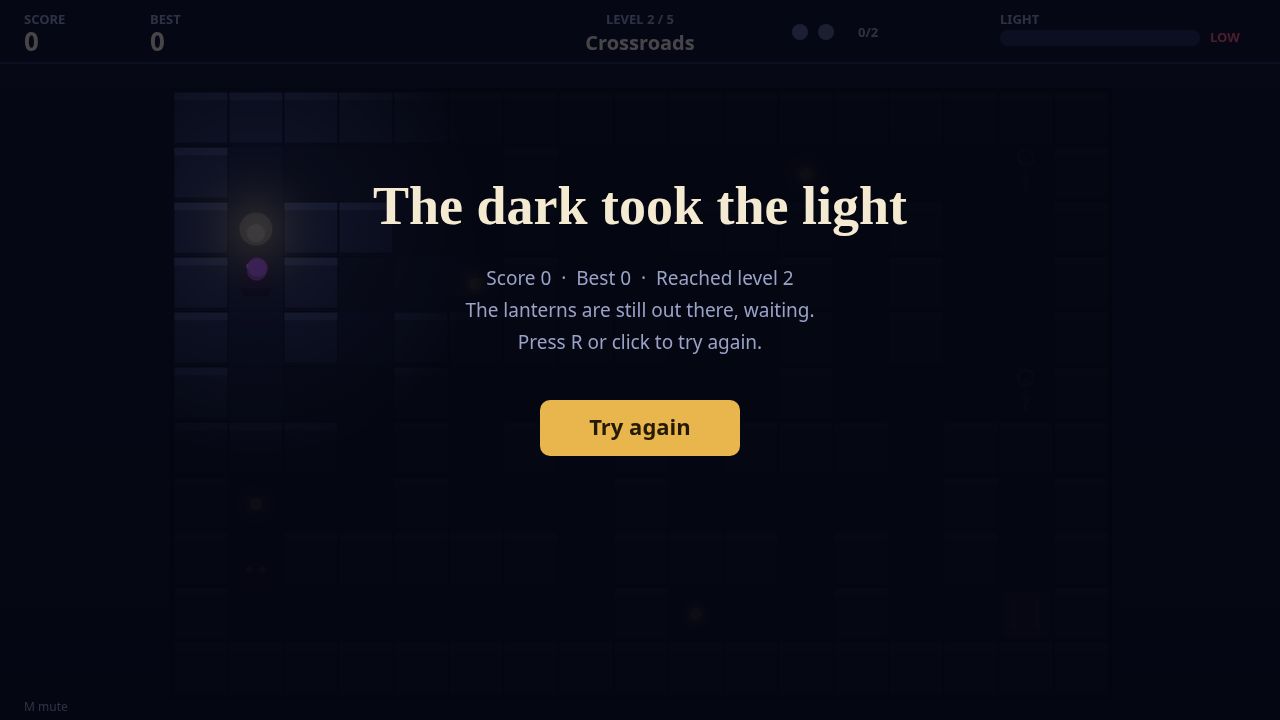 SCORE
0
BEST
0
LEVEL 2 / 5
Crossroads
0/2
LIGHT
LOW
The dark took the light
Score 0 · Best 0 · Reached level 2
The lanterns are still out there, waiting.
Press R or click to try again.
Try again
M mute